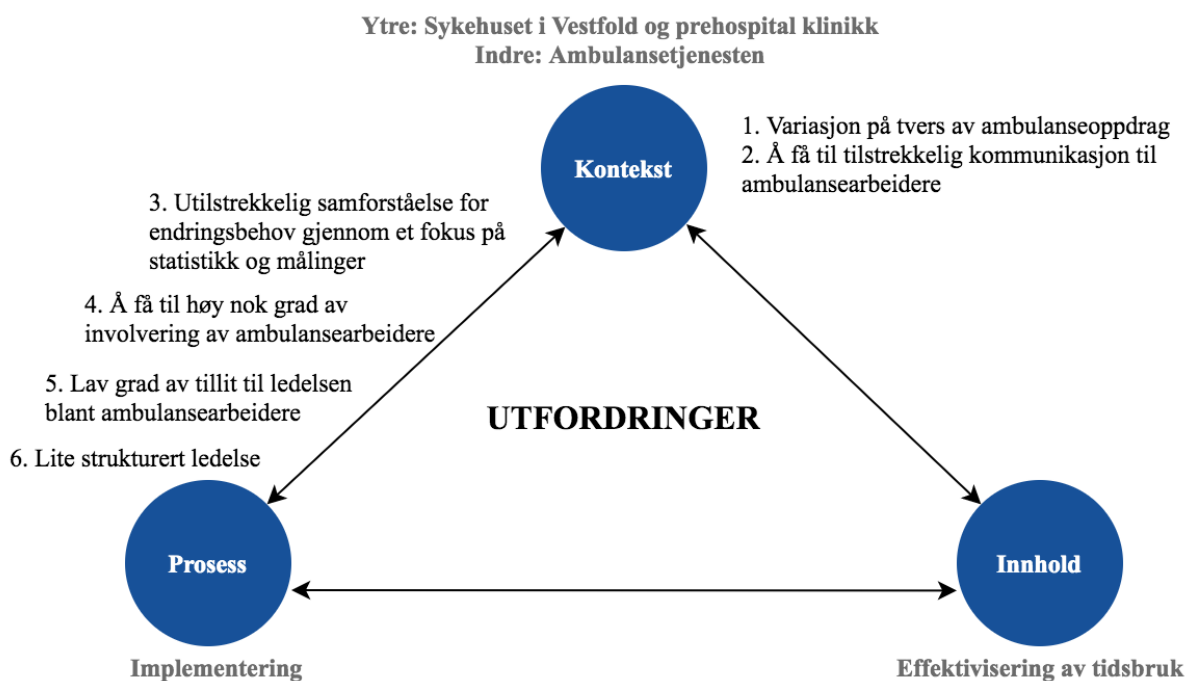 Ytre: Sykehuset i Vestfold og prehospital klinikk
Indre: Ambulansetjenesten
Kontekst
1. Variasjon på tvers av ambulanseoppdrag
2. Å få til tilstrekkelig kommunikasjon til
ambulansearbeidere
3. Utilstrekkelig samforståelse for
endringsbehov gjennom et fokus på
statistikk og målinger
4. Å få til høy nok grad av
involvering av ambulansearbeidere
5. Lav grad av tillit til ledelsen
blant ambulansearbeidere
UTFORDRINGER
6. Lite strukturert ledelse
Prosess
Innhold
Implementering
Effektivisering av tidsbruk